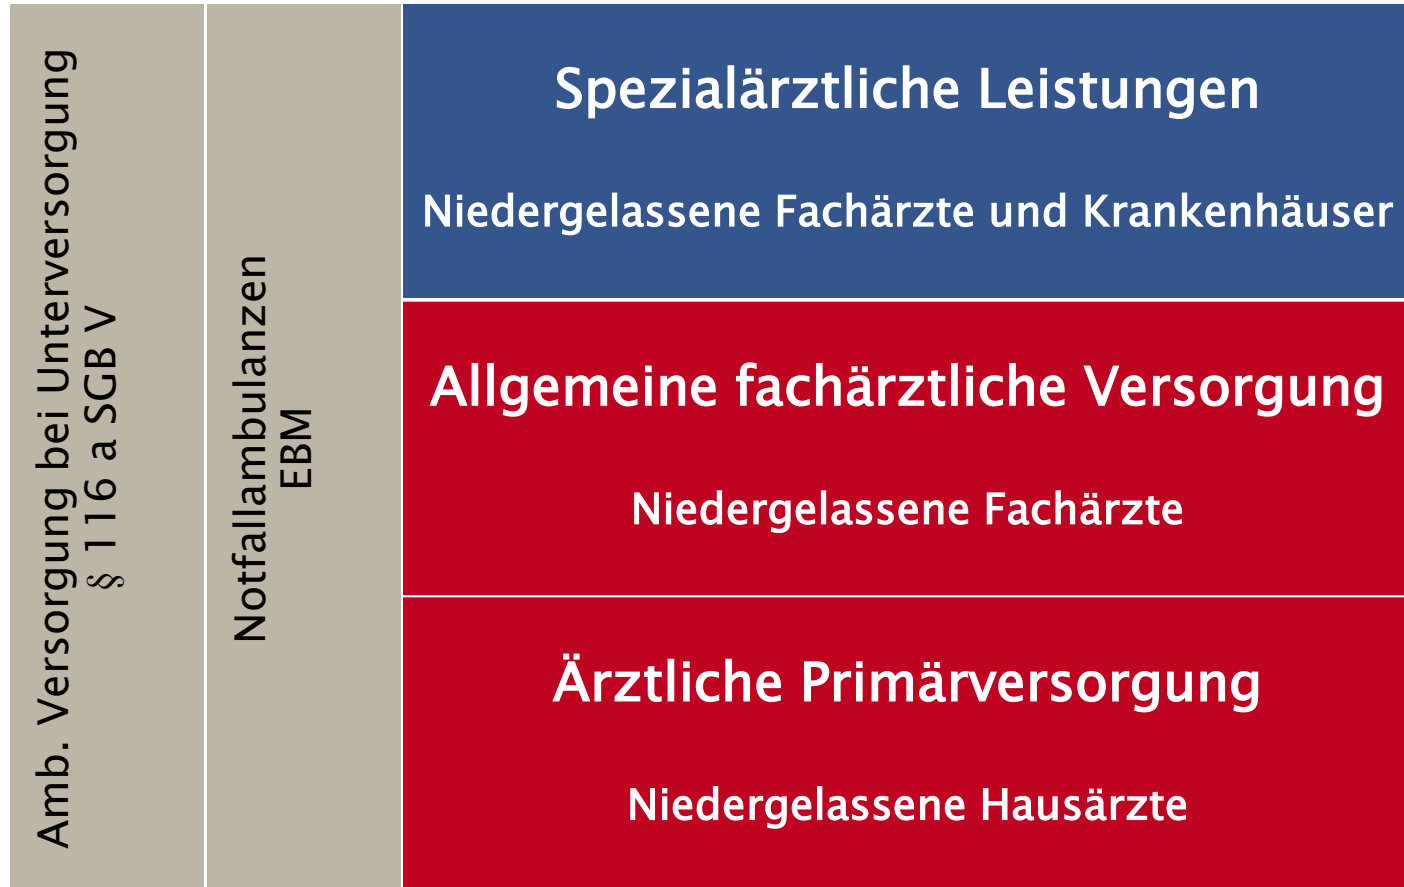 Amb. Versorgung bei Unterversorgung
§ 116 a SGB V
Notfallambulanzen
EBM
Spezialärztliche Leistungen
Niedergelassene Fachärzte und Krankenhäuser
Allgemeine fachärztliche Versorgung
Niedergelassene Fachärzte
Ärztliche Primärversorgung
Niedergelassene Hausärzte